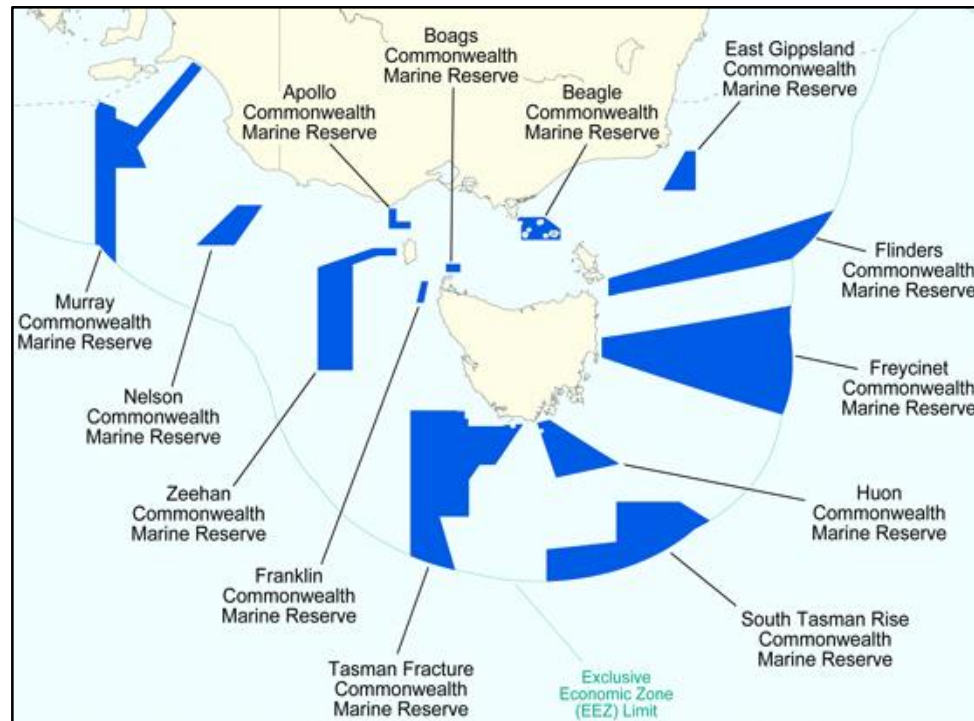 Boags
Commonwealth
Marine Reserve
East Gippsland
Commonwealth
Marine Reserve
Apollo
Commonwealth
Marine Reserve
Beagle
Commonwealth
Marine Reserve
Flinders
Commonwealth
Marine Reserve
Murray
Commonwealth
Marine Reserve
Freycinet
Commonwealth
Marine Reserve
Nelson
Commonwealth
Marine Reserve
Zeehan
Commonwealth
Marine Reserve
Huon
Commonwealth
Marine Reserve
Franklin
Commonwealth
Marine Reserve
South Tasman Rise
Commonwealth
Marine Reserve
Tasman Fracture
Commonwealth
Marine Reserve
Exclusive
Economic Zone
(EEZ) Limit